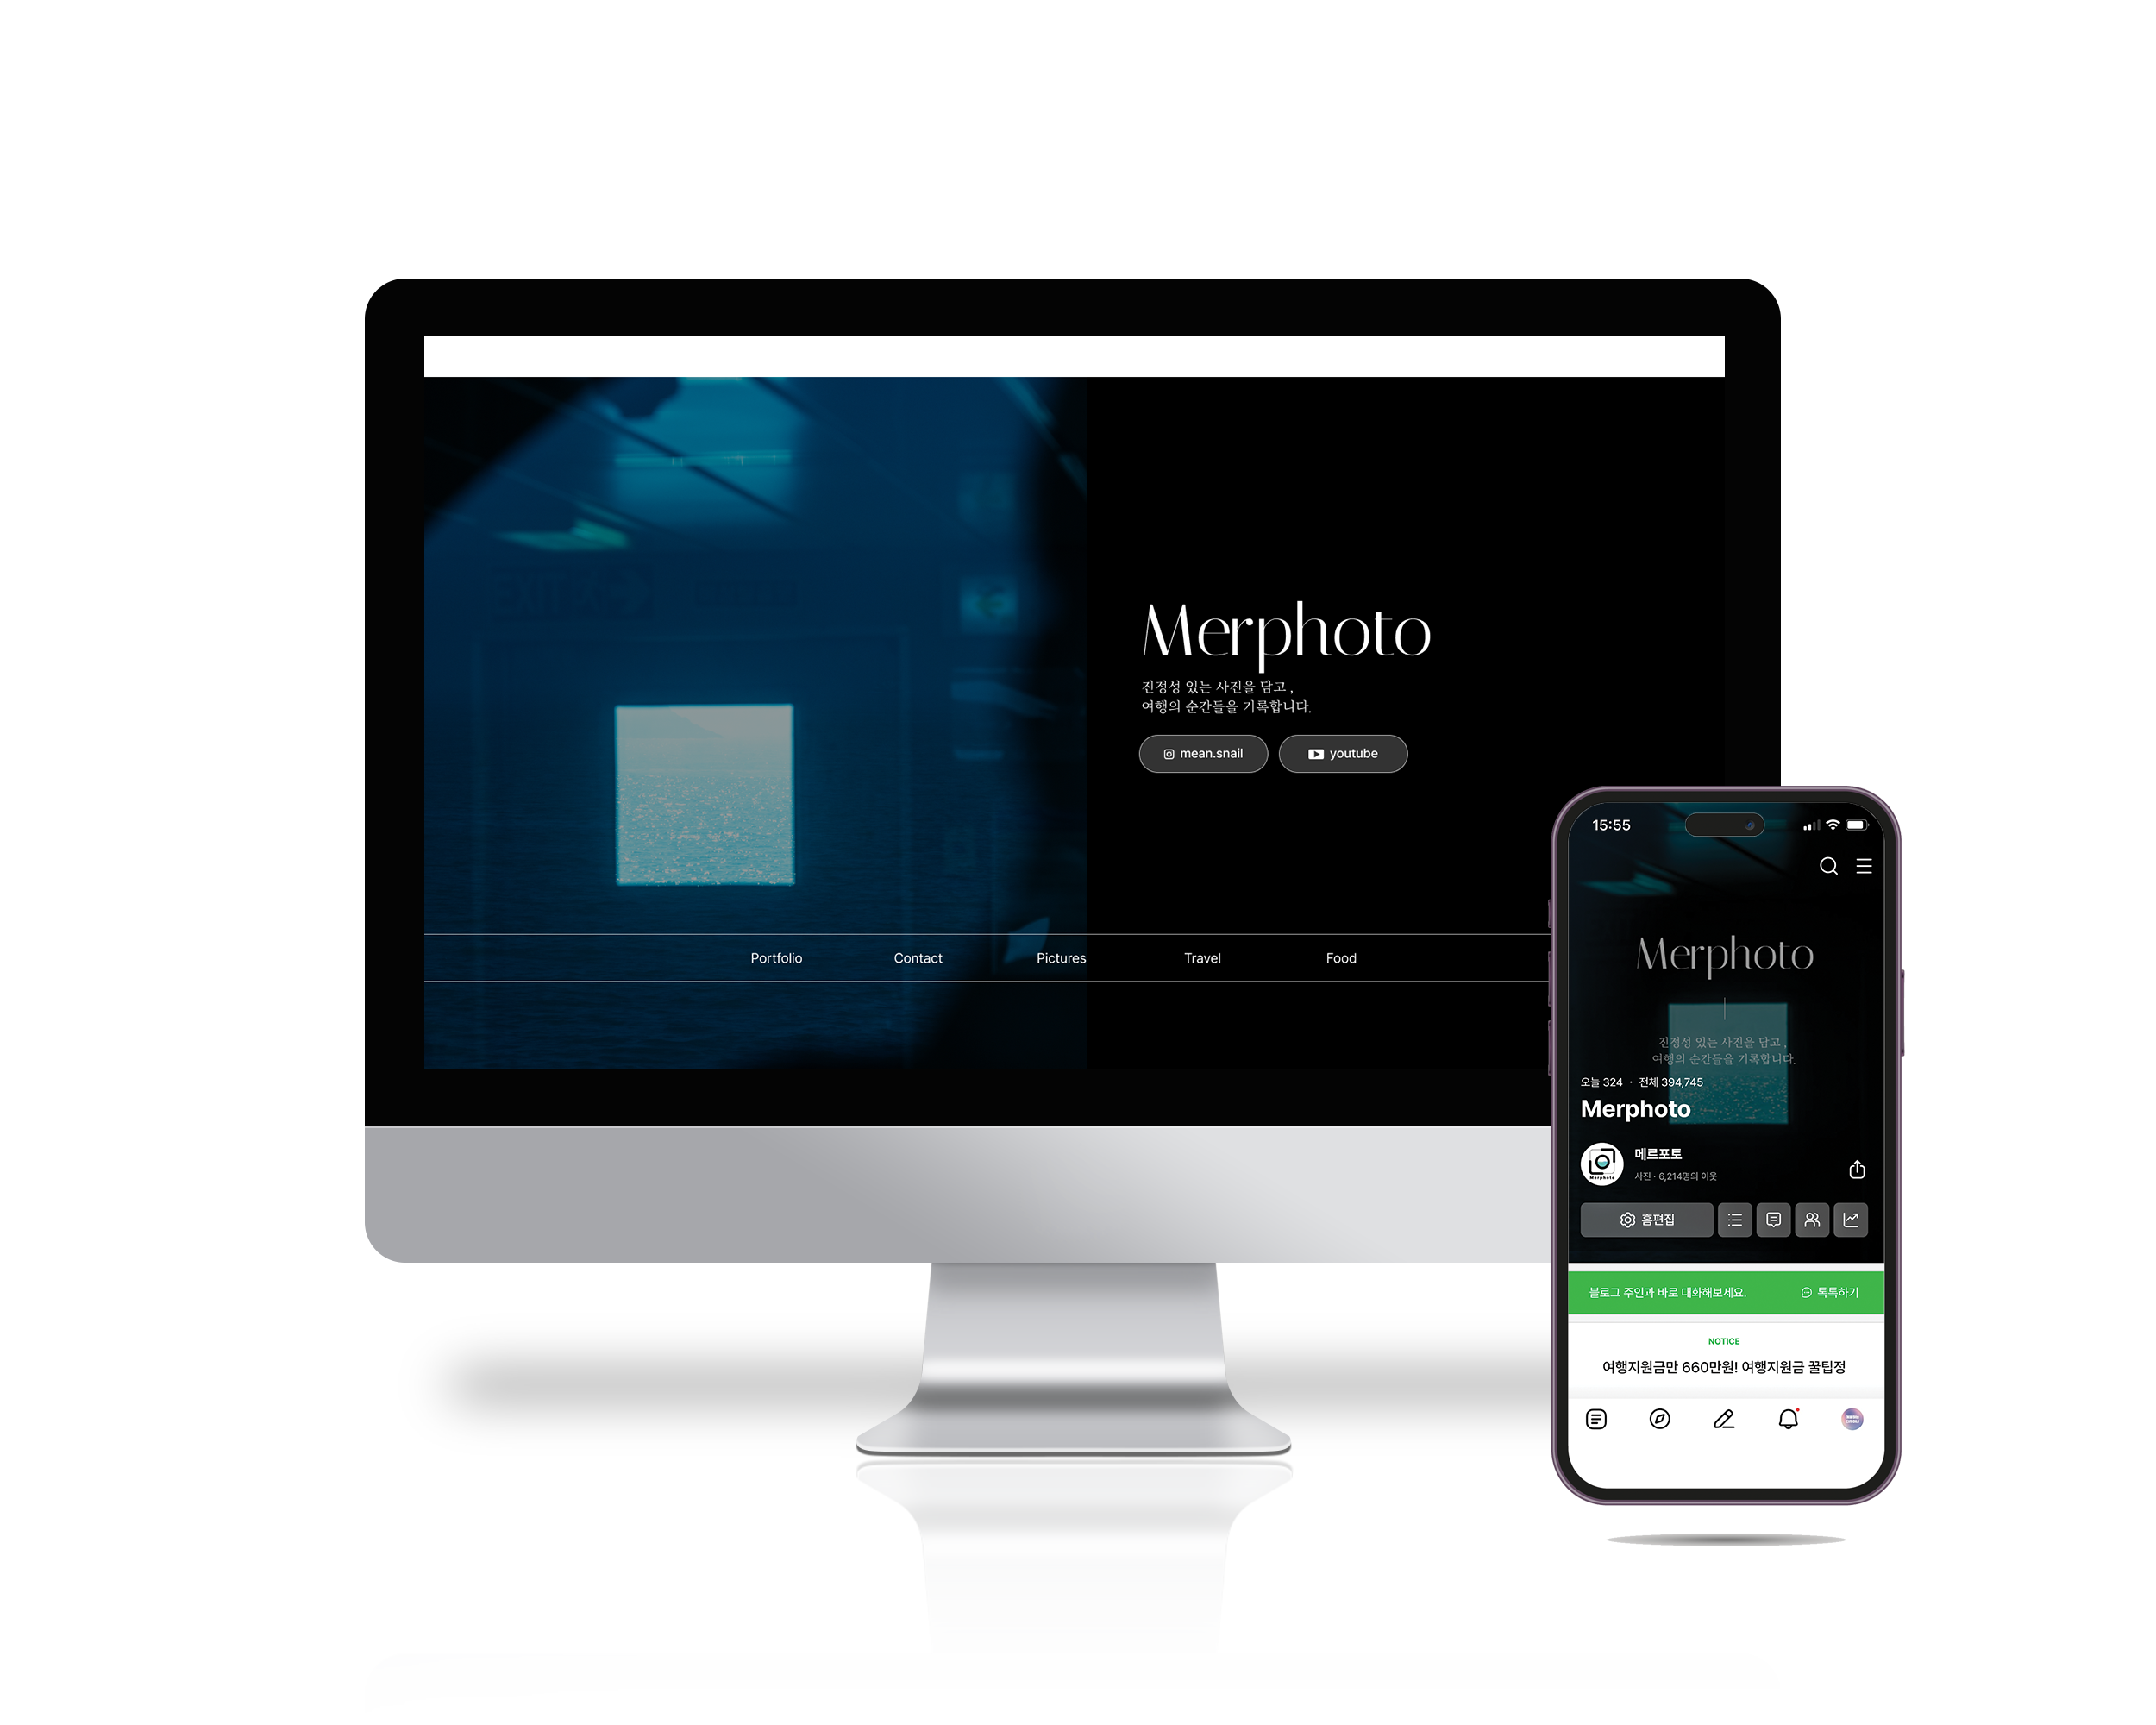 Merphoto
진정성 있는 사진을 담고 ,
여행의 순간들을 기록합니다.
mean.snail
youtube
Portfolio Contact Pictures Travel Food
15:55
Merphoto
진정성 있는 사진을 담고 ,
여행의 순간들을 기록합니다.
오늘 324 · 전체 394,745
Merphoto
Merphoto
메르포토
사진 · 6,214명의 이웃
홈편집
블로그 주인과 바로 대화해보세요.
톡톡하기
NOTICE
여행지원금만 660만원! 여행지원금 꿀팁정